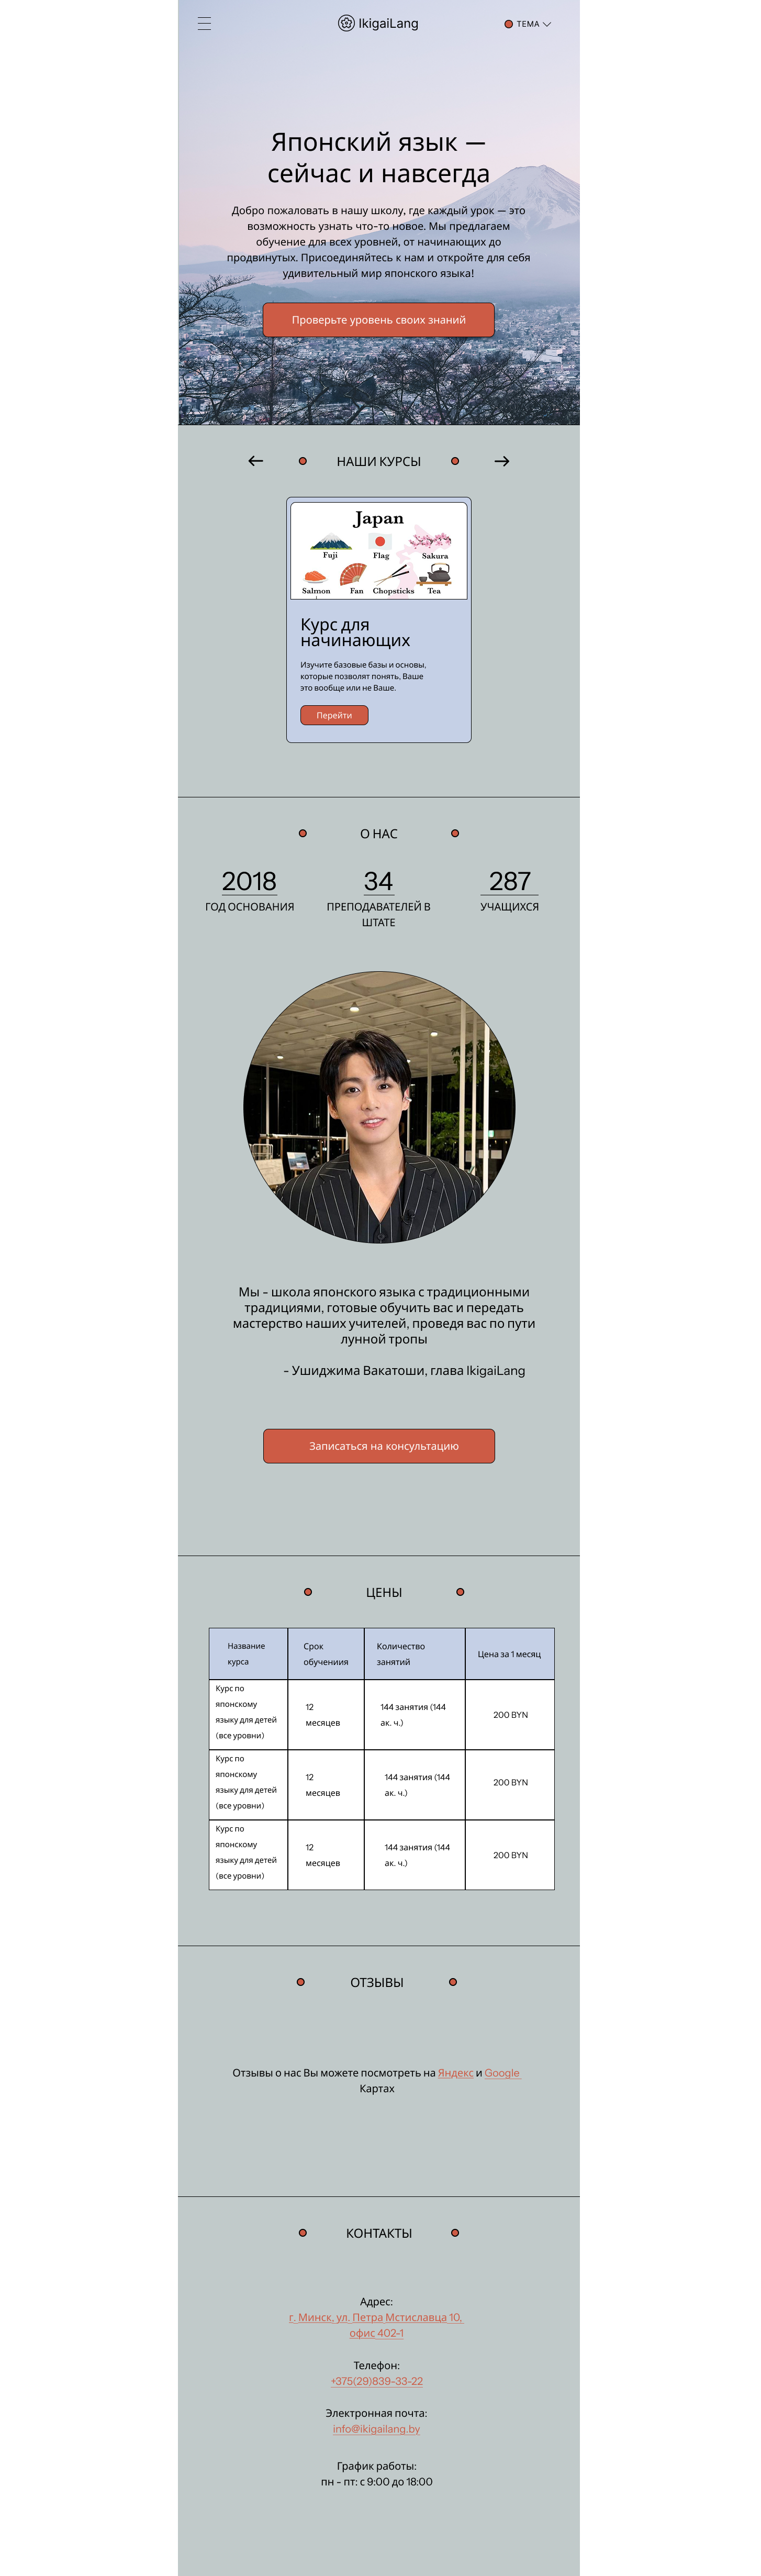 IkigaiLang
ТЕМА
Японский язык —
сейчас и навсегда
Добро пожаловать в нашу школу, где каждый урок — это
возможность узнать что-то новое. Мы предлагаем
обучение для всех уровней, от начинающих до
продвинутых. Присоединяйтесь к нам и откройте для себя
удивительный мир японского языка!
Проверьте уровень своих знаний
НАШИ КУРСЫ
Japan
Fuji
Flag
Sakura
Salmon
Fan
Chopsticks
Tea
Курс для
начинающих
Изучите базовые базы и основы,
которые позволят понять, Ваше
это вообще или не Ваше.
Перейти
О НАС
2018
34
287
ГОД ОСНОВАНИЯ
ПРЕПОДАВАТЕЛЕЙ В
ШТАТЕ
УЧАЩИХСЯ
Мы - школа японского языка с традиционными
традициями, готовые обучить вас и передать
мастерство наших учителей, проведя вас по пути
лунной тропы
- Ушиджима Вакатоши, глава IkigaiLang
Записаться на консультацию
ЦЕНЫ
Название
курса
Срок
обучениия
Количество
занятий
Цена за 1 месяц
Курс по
японскому
языку для детей
(все уровни)
12
месяцев
144 занятия (144
ак. ч.)
200 BYN
Курс по
японскому
языку для детей
(все уровни)
12
месяцев
144 занятия (144
ак. ч.)
200 BYN
Курс по
японскому
языку для детей
(все уровни)
12
месяцев
144 занятия (144
ак. ч.)
200 BYN
ОТЗЫВЫ
Отзывы о нас Вы можете посмотреть на Яндекс и Google
Картах
КОНТАКТЫ
Адрес:
г. Минск, ул. Петра Мстиславца 10,
офис 402-1
Телефон:
+375(29)839-33-22
Электронная почта:
info@ikigailang.by
График работы:
пн - пт: с 9:00 до 18:00